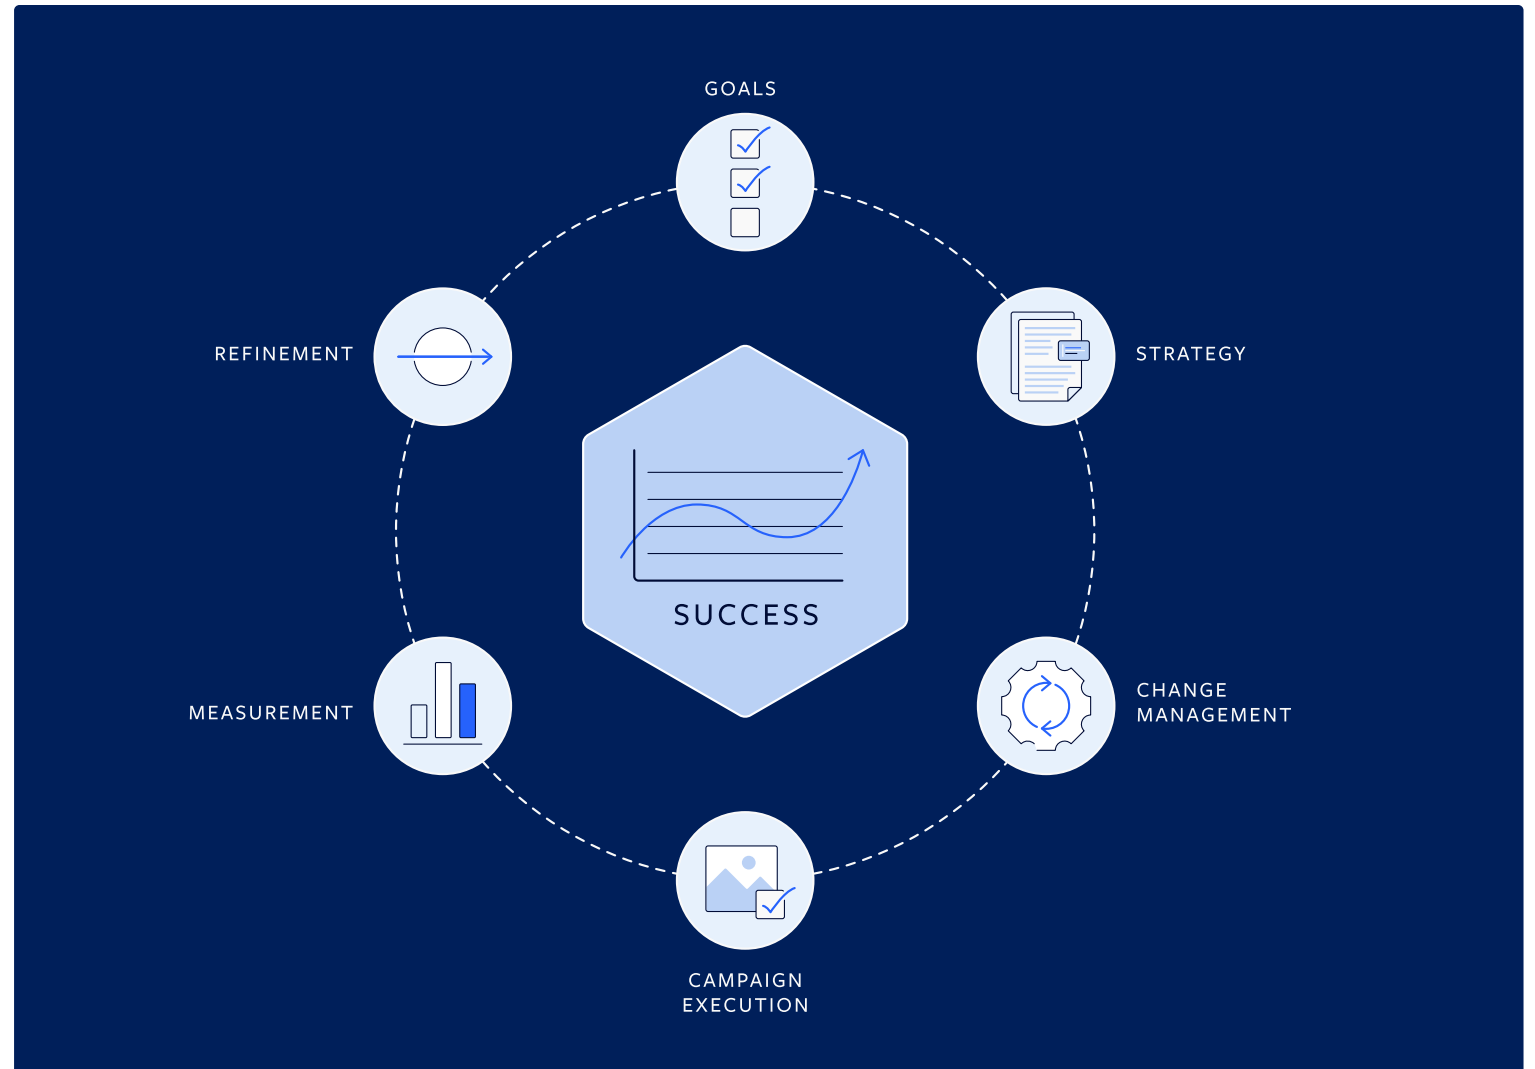 GOALS
REFINEMENT
STRATEGY
SUCCESS
MEASUREMENT
CHANGE
MANAGEMENT
CAMPAIGN
EXECUTION